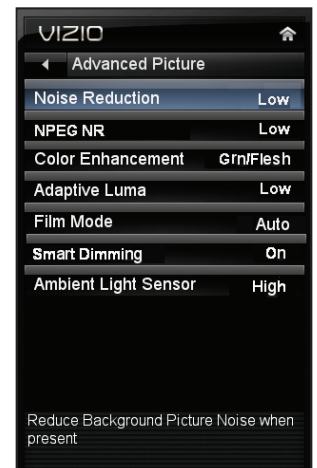 VIZIO
Advanced Picture
Noise Reduction Low
NPEG NR Low
Color Enhancement Grn/Flesh
Adaptive Luma Low
Film Mode Auto
Smart Dimming On
Ambient Light Sensor High
Reduce Background Picture Noise when
present